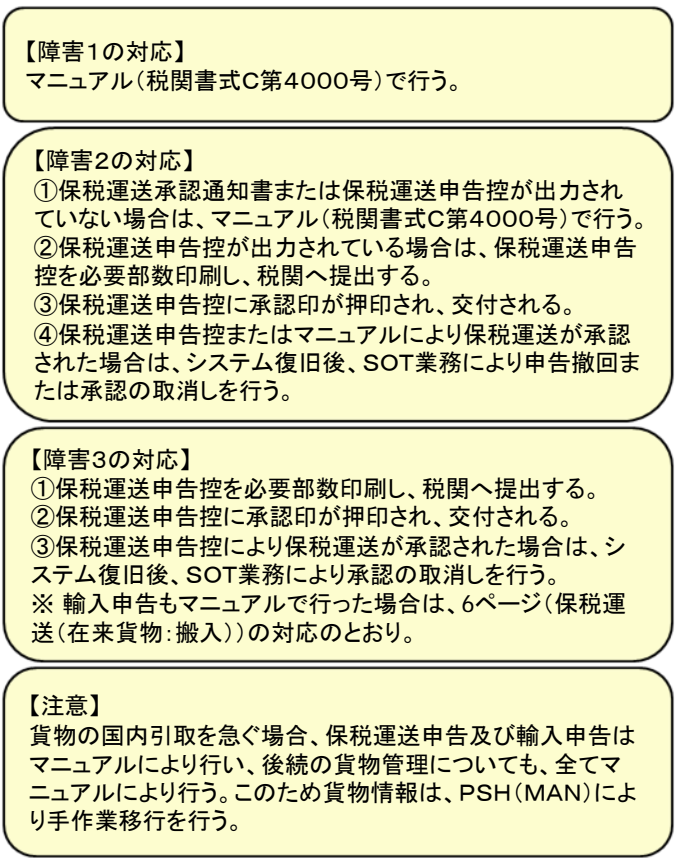 【障害1の対応】
マニュアル(税関書式C第4000号)で行う。
【障害2の対応】
①保税運送承認通知書または保税運送申告控が出力され
ていない場合は、マニュアル(税関書式C第4000号)で行う。
②保税運送申告控が出力されている場合は、保税運送申告
控を必要部数印刷し、税関へ提出する。
③保税運送申告控に承認印が押印され、交付される。
④保税運送申告控またはマニュアルにより保税運送が承認
された場合は、システム復旧後、SOT業務により申告撤回ま
たは承認の取消しを行う。
【障害3の対応】
①保税運送申告控を必要部数印刷し、税関へ提出する。
②保税運送申告控に承認印が押印され、交付される。
③保税運送申告控により保税運送が承認された場合は、シ
ステム復旧後、SOT業務により承認の取消しを行う。
※ 輸入申告もマニュアルで行った場合は、6ページ(保税運
送(在来貨物:搬入))の対応のとおり。
【注意】
貨物の国内引取を急ぐ場合、保税運送申告及び輸入申告は
マニュアルにより行い、後続の貨物管理についても、全てマ
ニュアルにより行う。このため貨物情報は、PSH(MAN)によ
り手作業移行を行う。